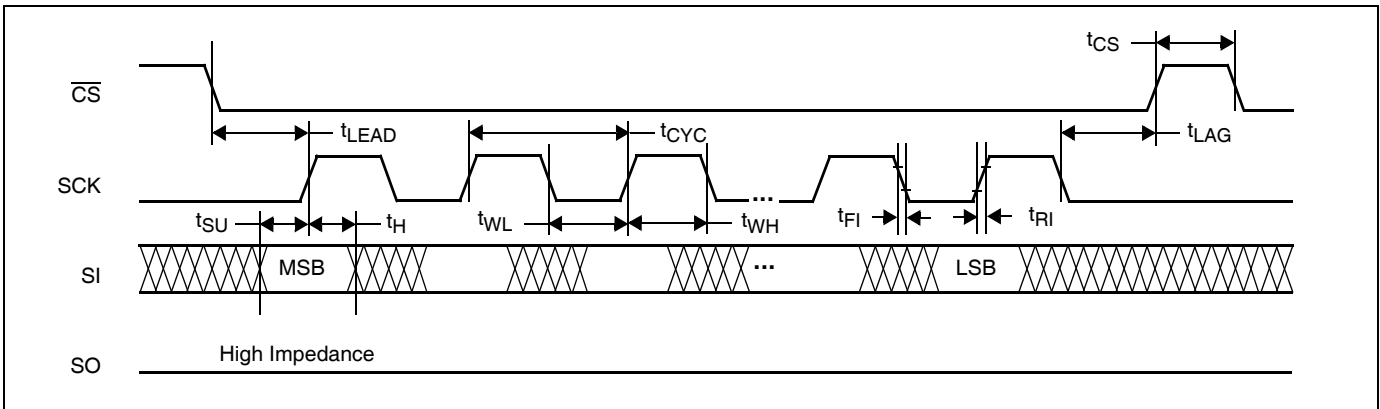 tCS
CS
tLEAD
tCYC
tLAG
SCK
...
tSU
tH
tWL
tWH
tFI
tRI
SI
MSB
...
LSB
High Impedance
SO